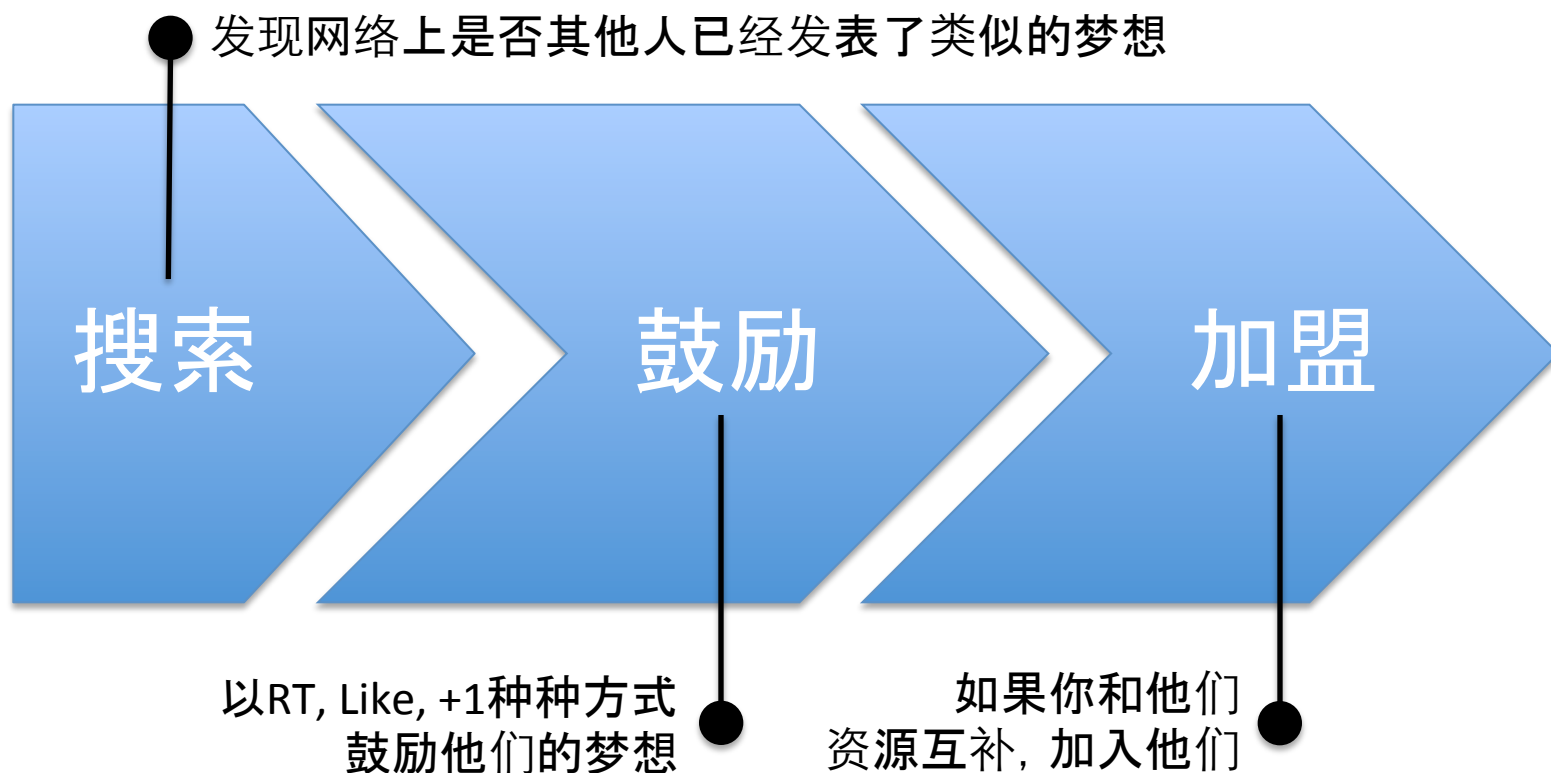 发现网络上是否其他人已经发表了类似的梦想
搜索
鼓励
加盟
以RT, Like, +1种种方式
鼓励他们的梦想
如果你和他们
资源互补, 加入他们